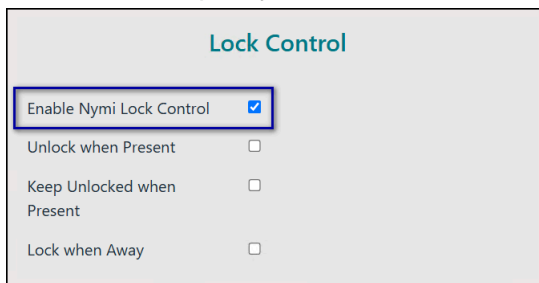 Lock Control
Enable Nymi Lock Control
Unlock when Present
Keep Unlocked when
Present
Lock when Away